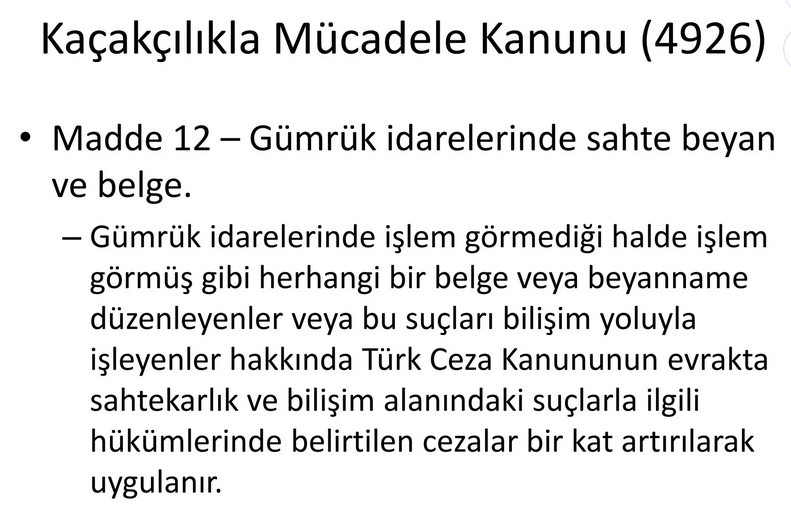 Kaçakçılıkla Mücadele Kanunu (4926)
• Madde 12 – Gümrük idarelerinde sahte beyan
ve belge.
– Gümrük idarelerinde işlem görmediği halde işlem
görmüş gibi herhangi bir belge veya beyanname
düzenleyenler veya bu suçları bilişim yoluyla
işleyenler hakkında Türk Ceza Kanununun evrakta
sahtekarlık ve bilişim alanındaki suçlarla ilgili
hükümlerinde belirtilen cezalar bir kat artırılarak
uygulanır.